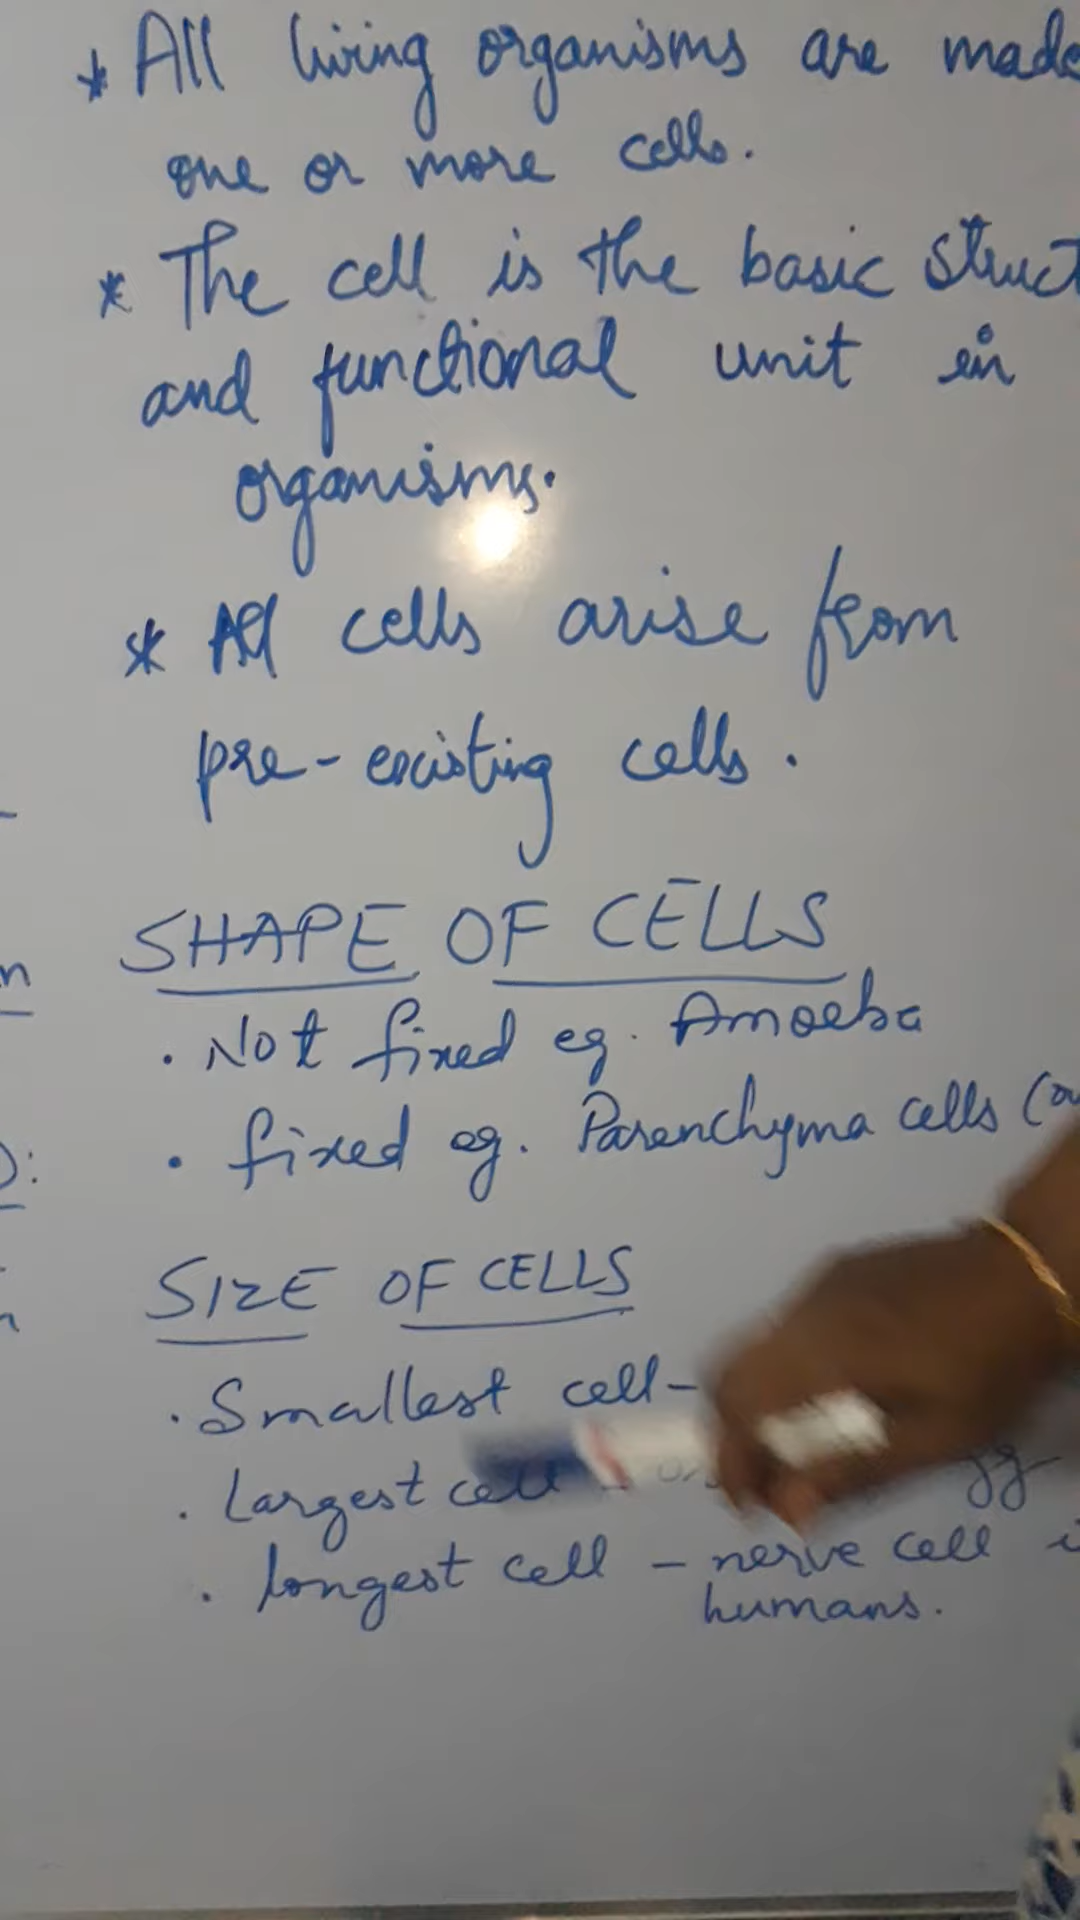 * All living organisms are made
one or more cells.
* The cell is the basic struct
and functional unit in
organisms.
* All cells arise from
pre-existing cells.
SHAPE OF CELLS
. Not fixed eg. Amoeba
. fixed eg. Parenchyma cells (
SIZE OF CELLS
. Smallest cell -
. Largest cell
. longest cell - nerve cell i
humans.